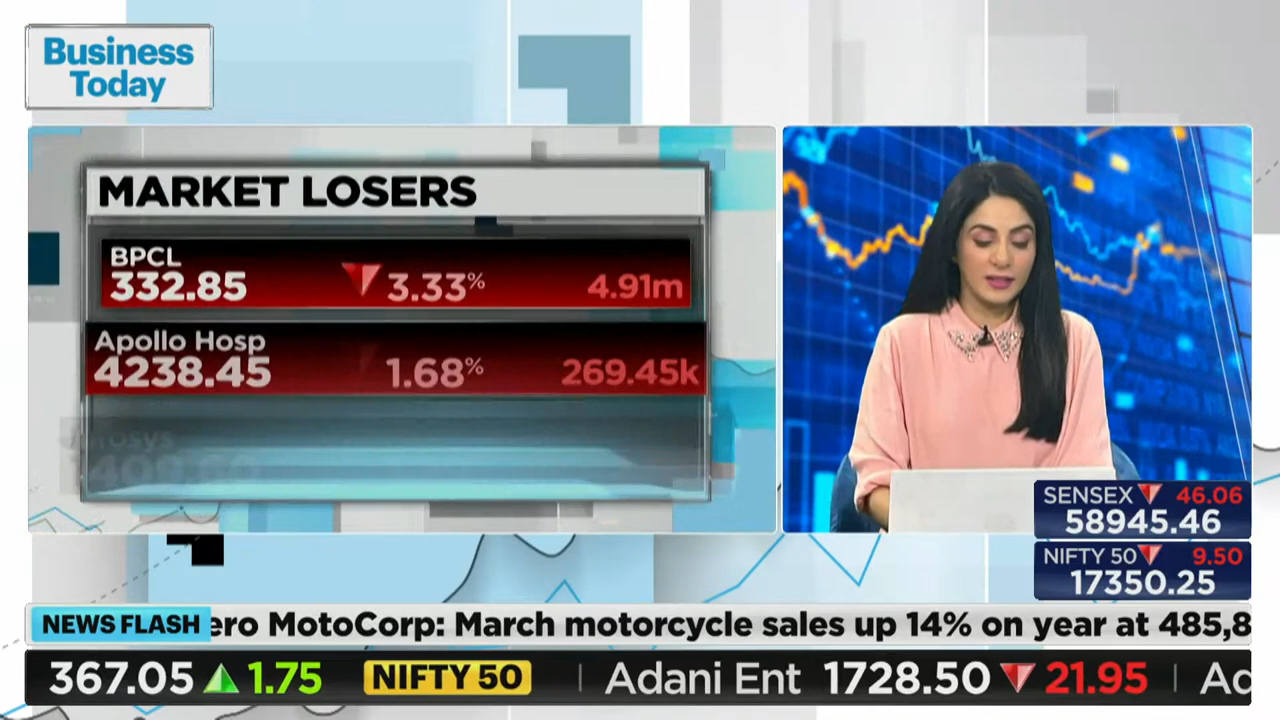 Business
Today
MARKET LOSERS
BPCL
332.85 3.33% 4.91m
Apollo Hosp
4238.45 1.68% 269.45k
SENSEX 46.06
58945.46
NIFTY 50 9.50
17350.25
NEWS FLASH ero MotoCorp: March motorcycle sales up 14% on year at 485,8
367.05 1.75 NIFTY 50 Adani Ent 1728.50 21.95 Ad